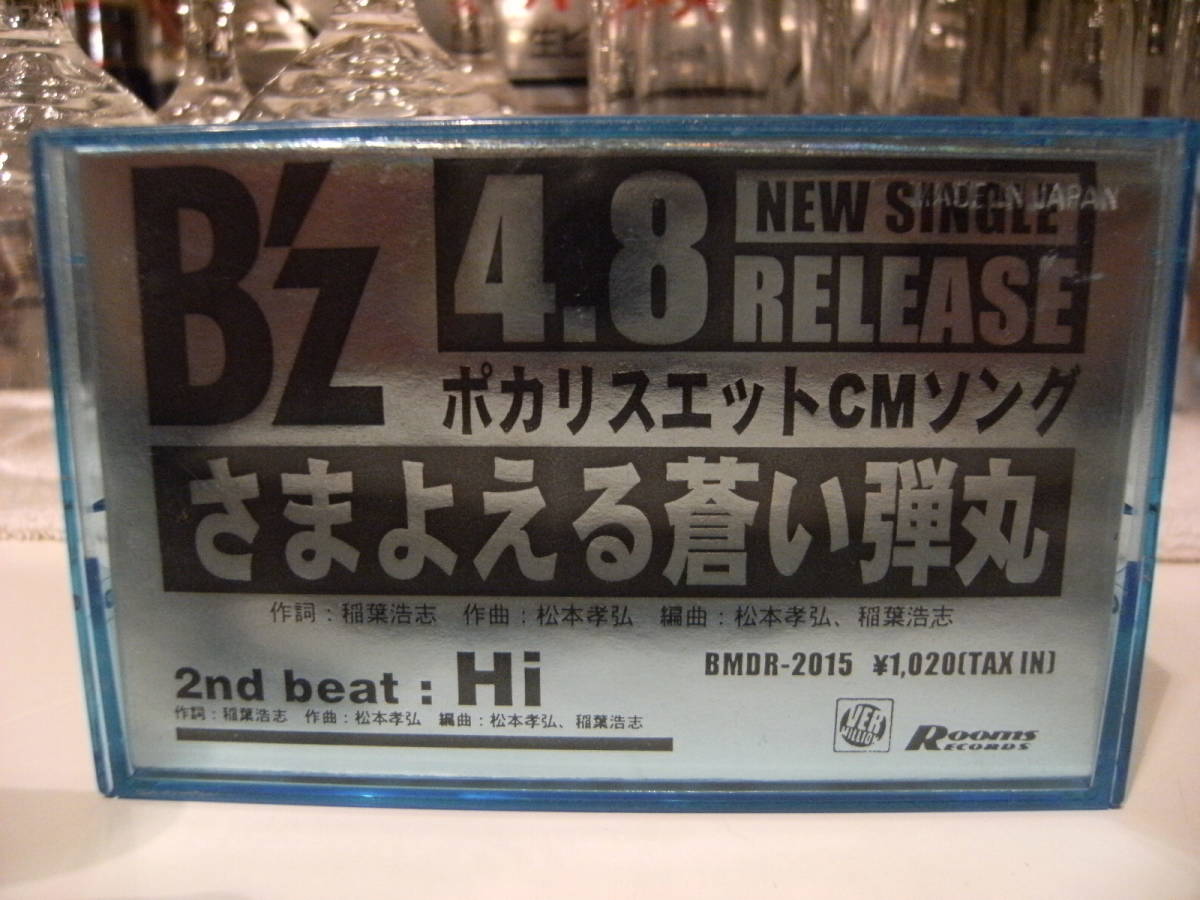 B'z
4.8
NEW SINGLE
RELEASE
MADE IN JAPAN
ポカリスエットCMソング
さまよえる蒼い弾丸
作詞：稲葉浩志　作曲：松本孝弘　編曲：松本孝弘、稲葉浩志
2nd beat : Hi
作詞：稲葉浩志　作曲：松本孝弘　編曲：松本孝弘、稲葉浩志
BMDR-2015 ¥1,020(TAX IN)
VERMILLION
Rooms RECORDS